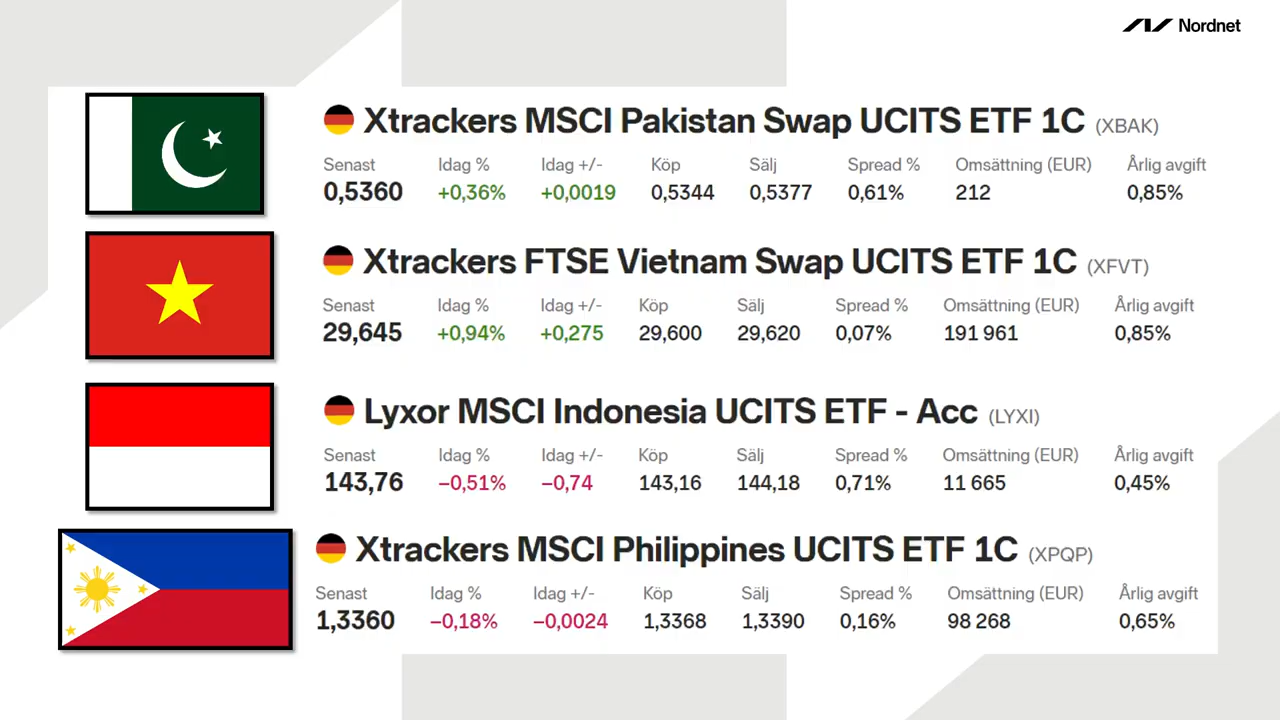 Nordnet
Xtrackers MSCI Pakistan Swap UCITS ETF 1C (XBAK)
Senast Idag % Idag +/- Köp Sälj Spread % Omsättning (EUR) Årlig avgift
0,5360 +0,36% +0,0019 0,5344 0,5377 0,61% 212 0,85%
Xtrackers FTSE Vietnam Swap UCITS ETF 1C (XFVT)
Senast Idag % Idag +/- Köp Sälj Spread % Omsättning (EUR) Årlig avgift
29,645 +0,94% +0,275 29,600 29,620 0,07% 191 961 0,85%
Lyxor MSCI Indonesia UCITS ETF - Acc (LYXI)
Senast Idag % Idag +/- Köp Sälj Spread % Omsättning (EUR) Årlig avgift
143,76 −0,51% −0,74 143,16 144,18 0,71% 11 665 0,45%
Xtrackers MSCI Philippines UCITS ETF 1C (XPQP)
Senast Idag % Idag +/- Köp Sälj Spread % Omsättning (EUR) Årlig avgift
1,3360 −0,18% −0,0024 1,3368 1,3390 0,16% 98 268 0,65%